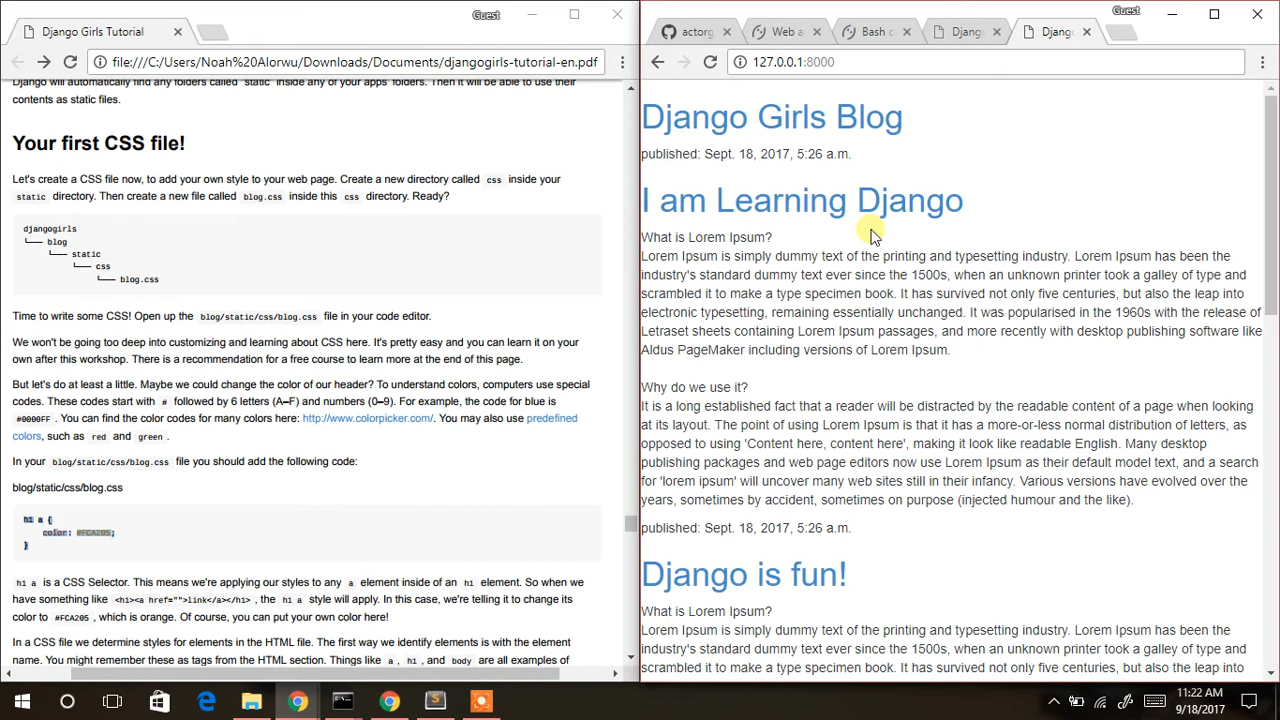 Guest
Django Girls Tutorial
file:///C:/Users/Noah%20Alorwu/Downloads/Documents/djangogirls-tutorial-en.pdf
Django will automatically find any folders called "static" inside any of your apps' folders. Then it will be able to use their
contents as static files.
Your first CSS file!
Let's create a CSS file now, to add your own style to your web page. Create a new directory called css inside your
static directory. Then create a new file called blog.css inside this css directory. Ready?
djangogirls
└── blog
└── static
└── css
└── blog.css
Time to write some CSS! Open up the blog/static/css/blog.css file in your code editor.
We won't be going too deep into customizing and learning about CSS here. It's pretty easy and you can learn it on your
own after this workshop. There is a recommendation for a free course to learn more at the end of this page.
But let's do at least a little. Maybe we could change the color of our header? To understand colors, computers use special
codes. These codes start with # followed by 6 letters (A–F) and numbers (0–9). For example, the code for blue is
#0000FF . You can find the color codes for many colors here: http://www.colorpicker.com/. You may also use predefined
colors, such as red and green .
In your blog/static/css/blog.css file you should add the following code:
blog/static/css/blog.css
h1 a {
color: #FCA205;
}
h1 a is a CSS Selector. This means we're applying our styles to any a element inside of an h1 element. So when we
have something like <h1><a href="">link</a></h1> , the h1 a style will apply. In this case, we're telling it to change its
color to #FCA205 , which is orange. Of course, you can put your own color here!
In a CSS file we determine styles for elements in the HTML file. The first way we identify elements is with the element
name. You might remember these as tags from the HTML section. Things like a , h1 , and body are all examples of
Guest
actorg
Web a
Bash c
Django
Django
127.0.0.1:8000
Django Girls Blog
published: Sept. 18, 2017, 5:26 a.m.
I am Learning Django
What is Lorem Ipsum?
Lorem Ipsum is simply dummy text of the printing and typesetting industry. Lorem Ipsum has been the
industry's standard dummy text ever since the 1500s, when an unknown printer took a galley of type and
scrambled it to make a type specimen book. It has survived not only five centuries, but also the leap into
electronic typesetting, remaining essentially unchanged. It was popularised in the 1960s with the release of
Letraset sheets containing Lorem Ipsum passages, and more recently with desktop publishing software like
Aldus PageMaker including versions of Lorem Ipsum.
Why do we use it?
It is a long established fact that a reader will be distracted by the readable content of a page when looking
at its layout. The point of using Lorem Ipsum is that it has a more-or-less normal distribution of letters, as
opposed to using 'Content here, content here', making it look like readable English. Many desktop
publishing packages and web page editors now use Lorem Ipsum as their default model text, and a search
for 'lorem ipsum' will uncover many web sites still in their infancy. Various versions have evolved over the
years, sometimes by accident, sometimes on purpose (injected humour and the like).
published: Sept. 18, 2017, 5:26 a.m.
Django is fun!
What is Lorem Ipsum?
Lorem Ipsum is simply dummy text of the printing and typesetting industry. Lorem Ipsum has been the
industry's standard dummy text ever since the 1500s, when an unknown printer took a galley of type and
scrambled it to make a type specimen book. It has survived not only five centuries, but also the leap into
11:22 AM
9/18/2017